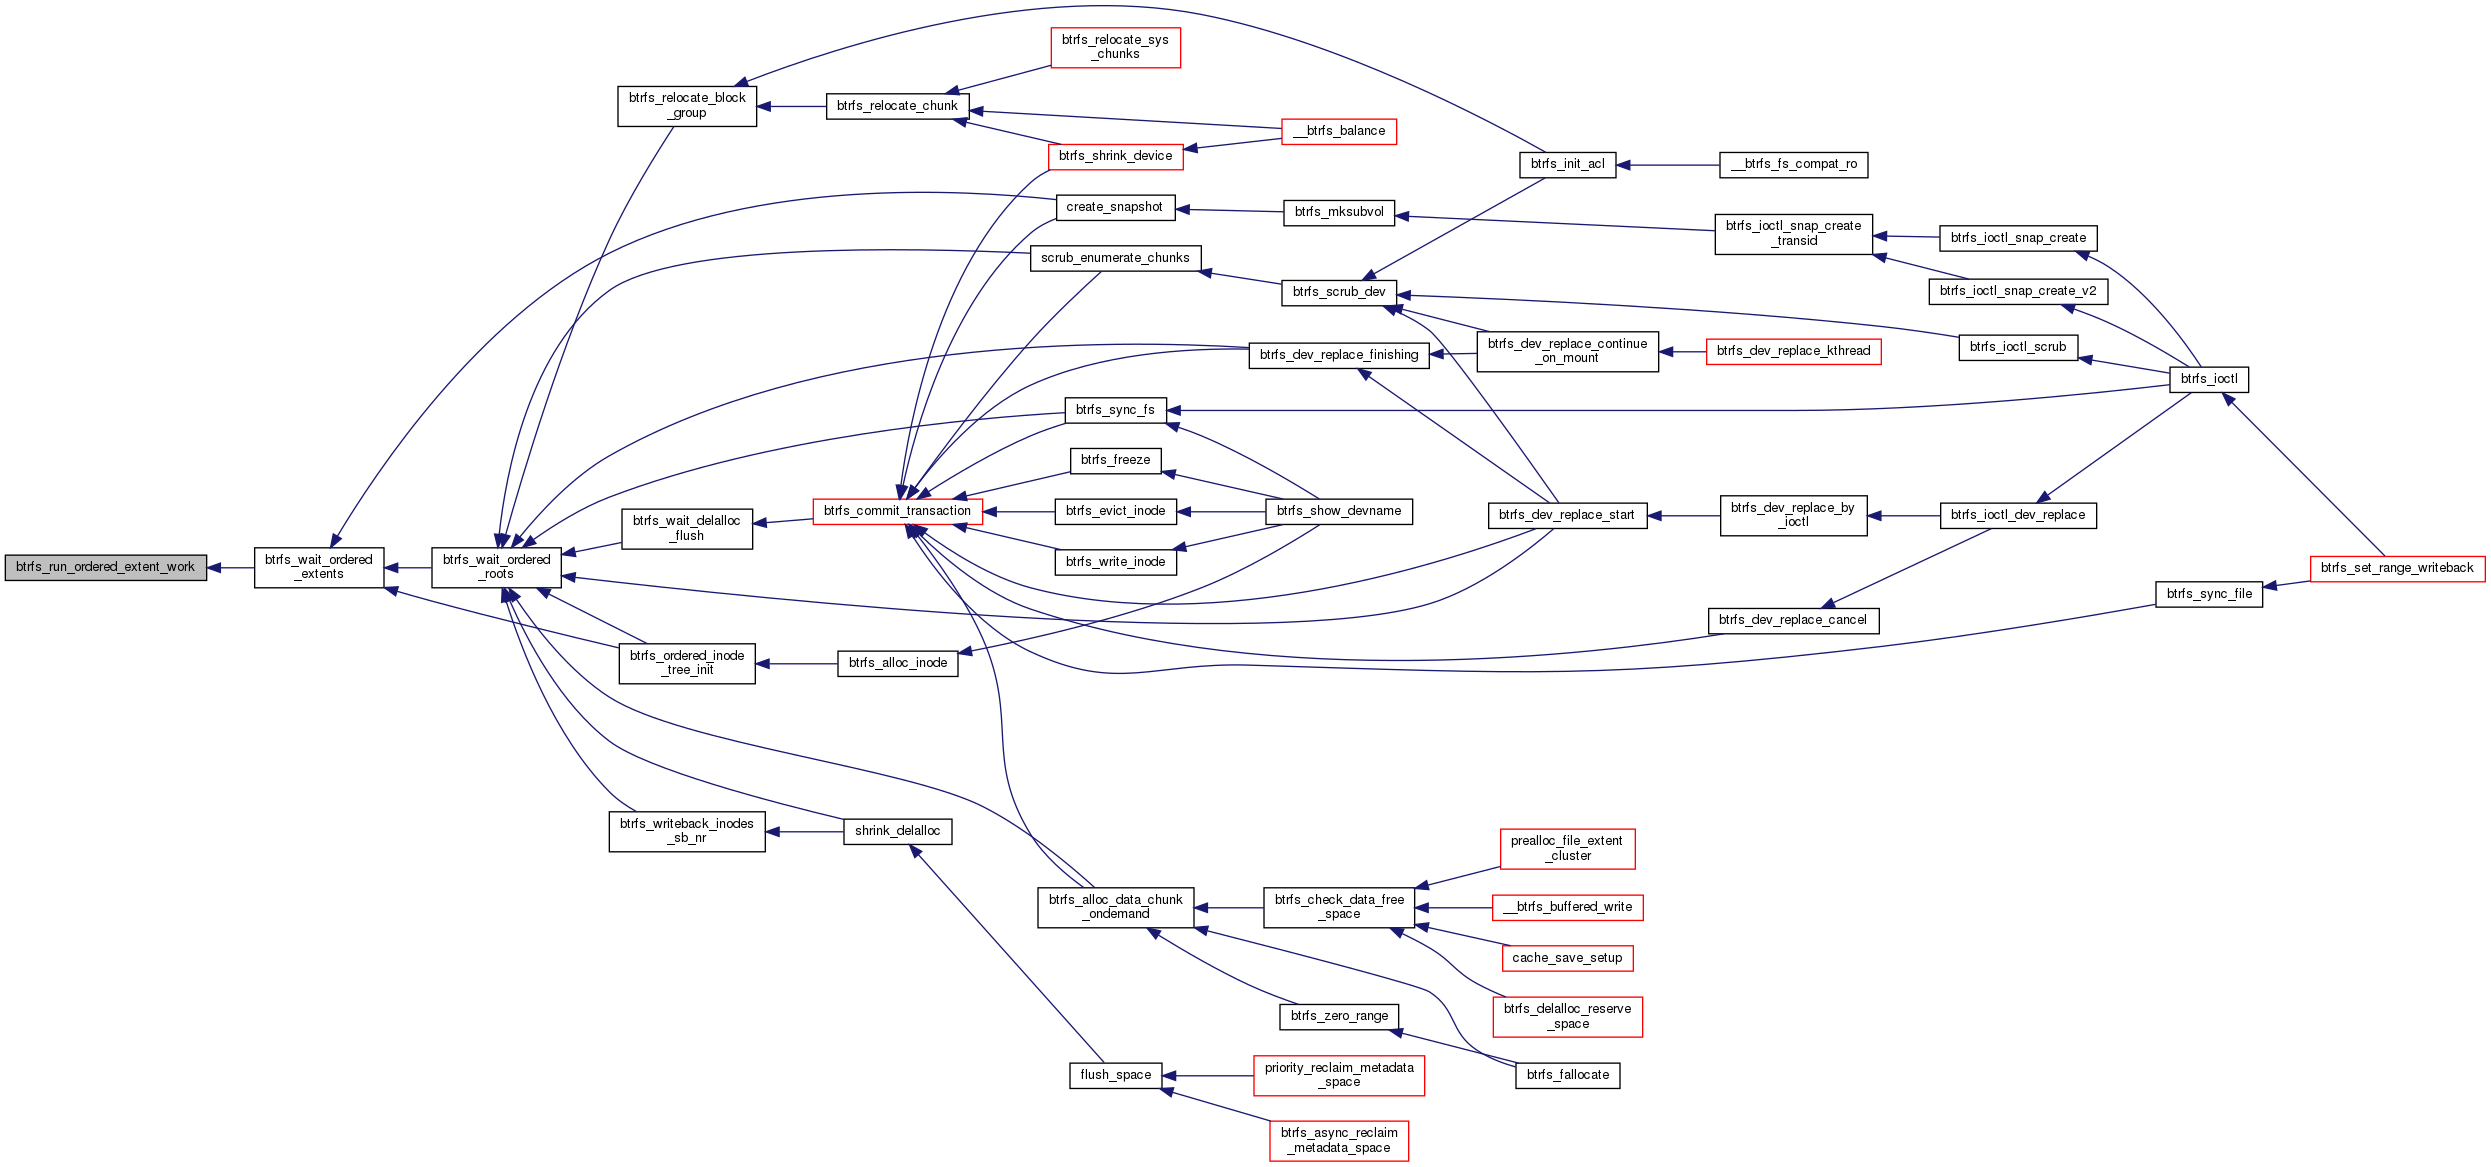 btrfs_relocate_sys
_chunks
btrfs_relocate_block
_group
btrfs_relocate_chunk
__btrfs_balance
btrfs_shrink_device
btrfs_init_acl
__btrfs_fs_compat_ro
create_snapshot
btrfs_mksubvol
btrfs_ioctl_snap_create
_transid
btrfs_ioctl_snap_create
scrub_enumerate_chunks
btrfs_scrub_dev
btrfs_ioctl_snap_create_v2
btrfs_dev_replace_finishing
btrfs_dev_replace_continue
_on_mount
btrfs_dev_replace_kthread
btrfs_ioctl_scrub
btrfs_ioctl
btrfs_sync_fs
btrfs_freeze
btrfs_commit_transaction
btrfs_evict_inode
btrfs_show_devname
btrfs_dev_replace_start
btrfs_dev_replace_by
_ioctl
btrfs_ioctl_dev_replace
btrfs_wait_delalloc
_flush
btrfs_run_ordered_extent_work
btrfs_wait_ordered
_extents
btrfs_wait_ordered
_roots
btrfs_write_inode
btrfs_set_range_writeback
btrfs_sync_file
btrfs_dev_replace_cancel
btrfs_ordered_inode
_tree_init
btrfs_alloc_inode
btrfs_writeback_inodes
_sb_nr
shrink_delalloc
prealloc_file_extent
_cluster
btrfs_alloc_data_chunk
_ondemand
btrfs_check_data_free
_space
__btrfs_buffered_write
cache_save_setup
btrfs_zero_range
btrfs_delalloc_reserve
_space
flush_space
priority_reclaim_metadata
_space
btrfs_fallocate
btrfs_async_reclaim
_metadata_space